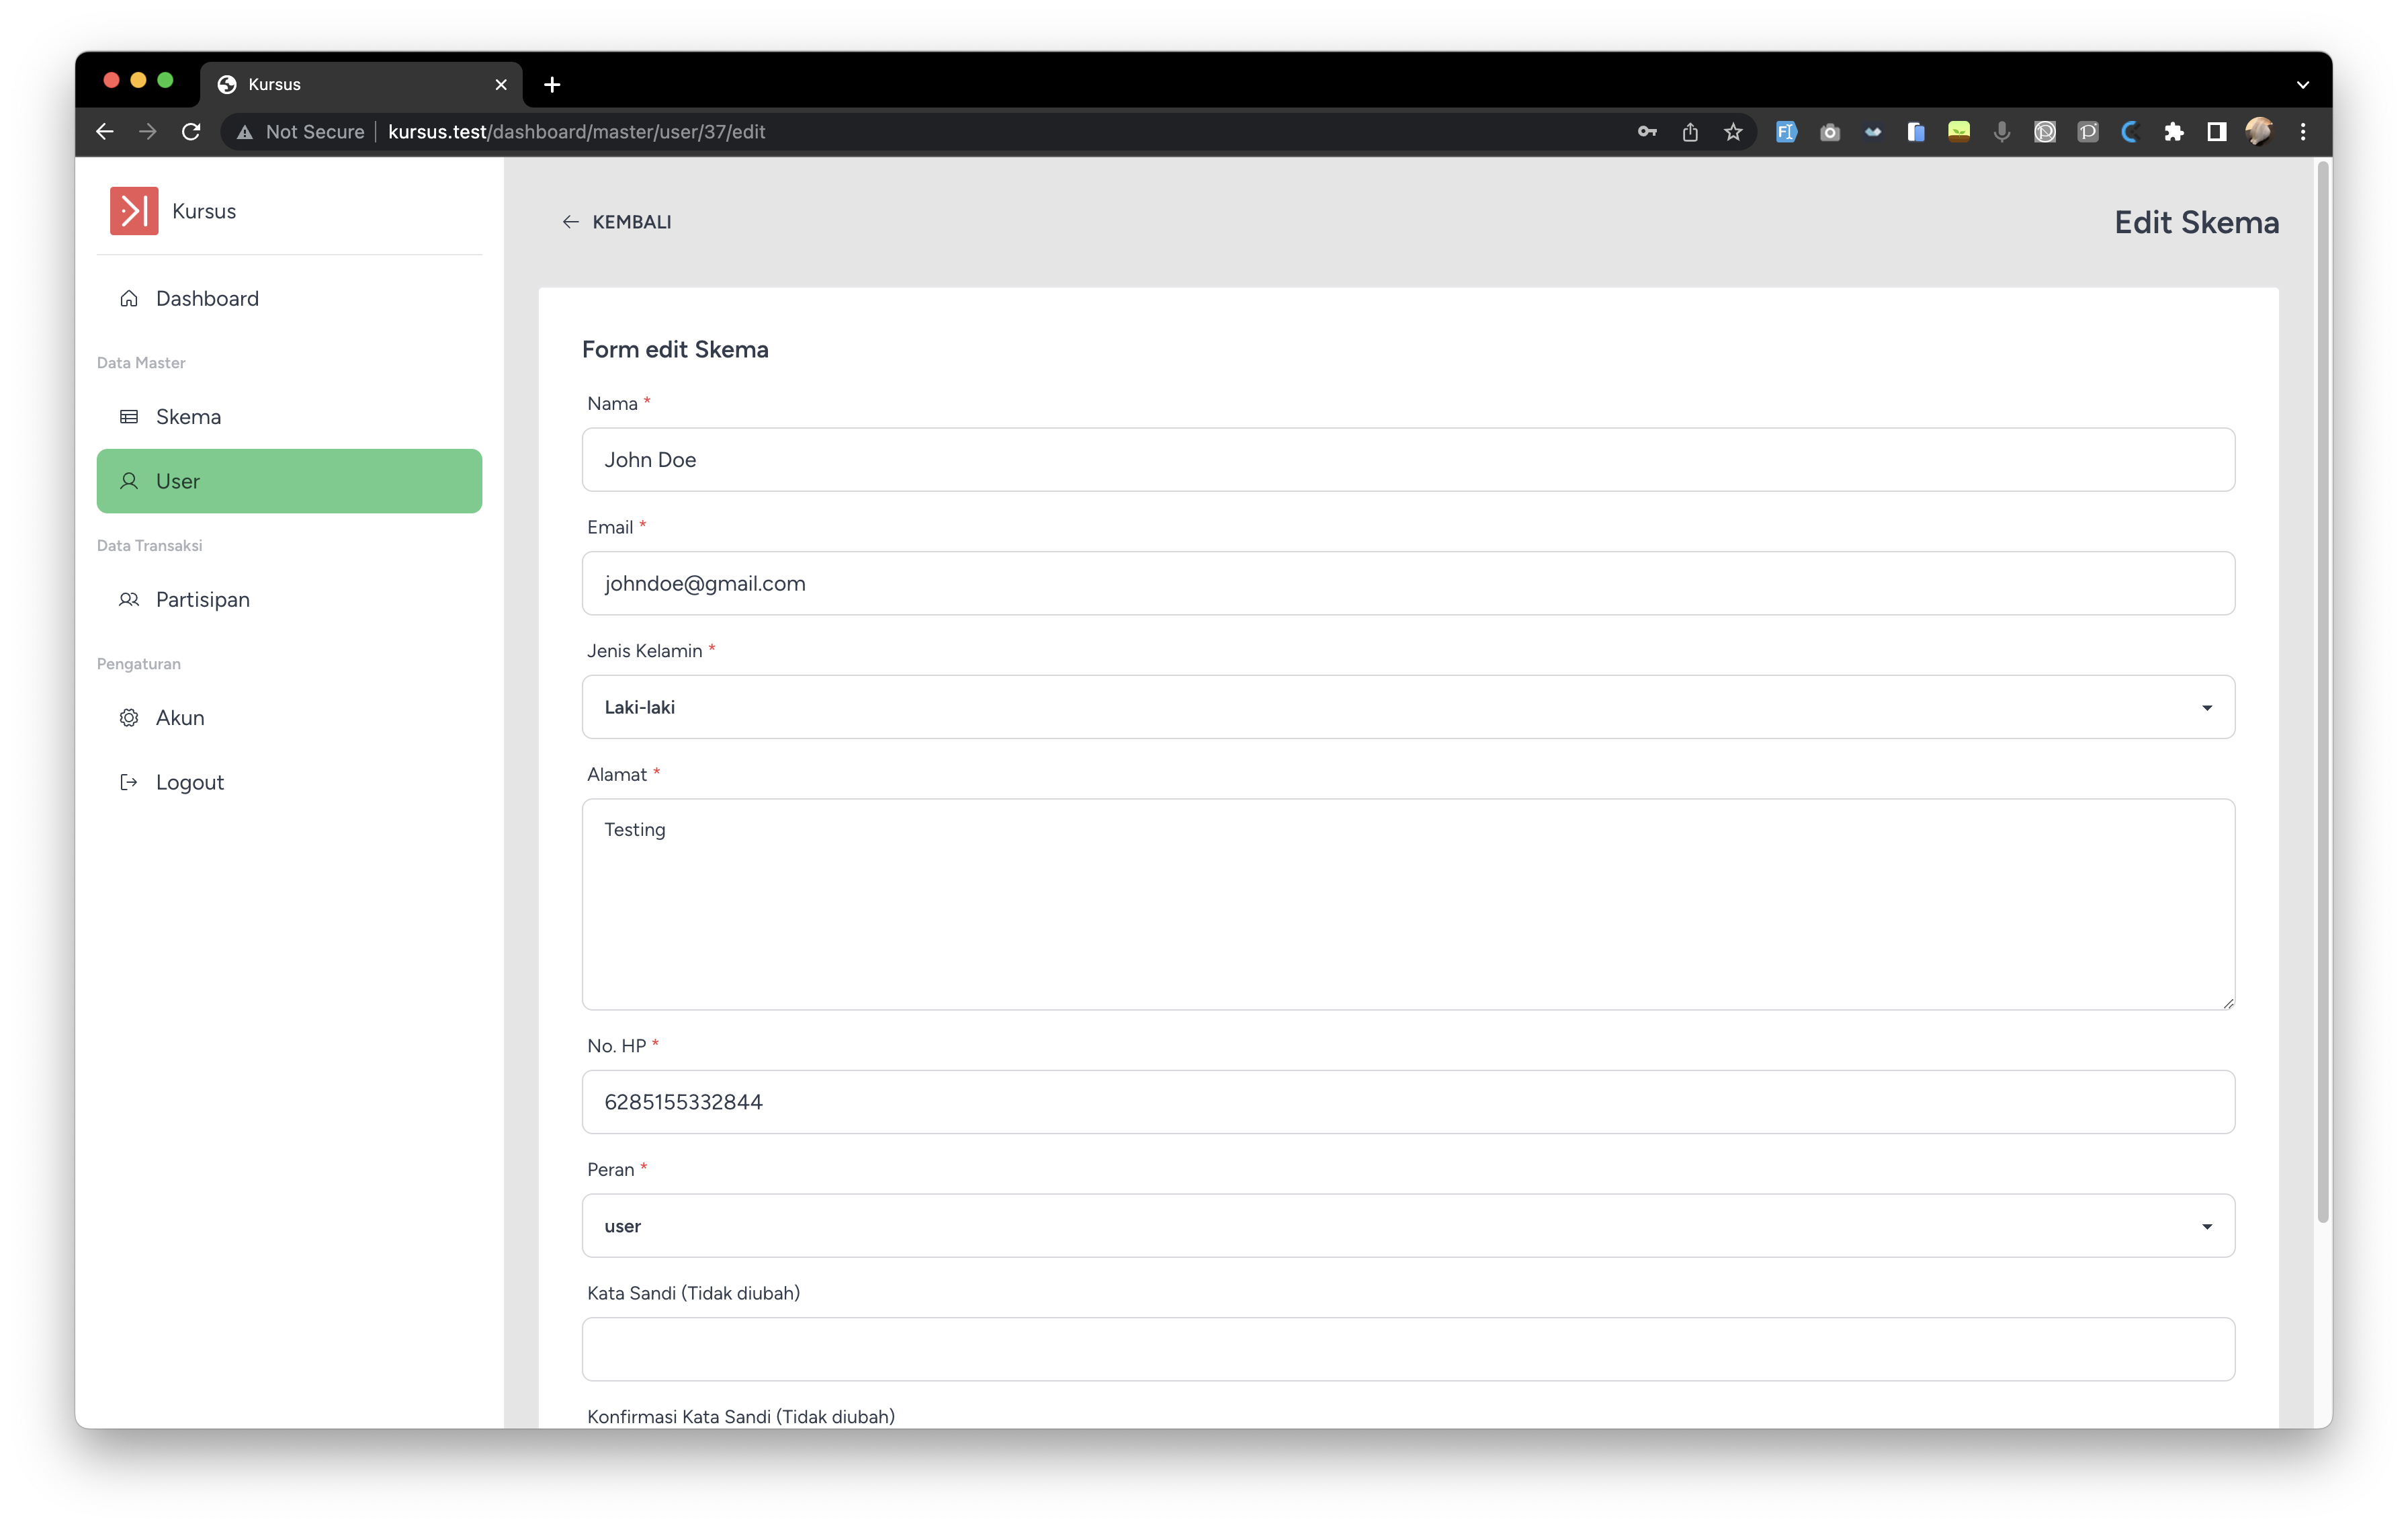 Kursus
Not Secure kursus.test/dashboard/master/user/37/edit
Kursus
Dashboard
Data Master
Skema
User
Data Transaksi
Partisipan
Pengaturan
Akun
Logout
KEMBALI
Edit Skema
Form edit Skema
Nama *
John Doe
Email *
johndoe@gmail.com
Jenis Kelamin *
Laki-laki
Alamat *
Testing
No. HP *
6285155332844
Peran *
user
Kata Sandi (Tidak diubah)
Konfirmasi Kata Sandi (Tidak diubah)